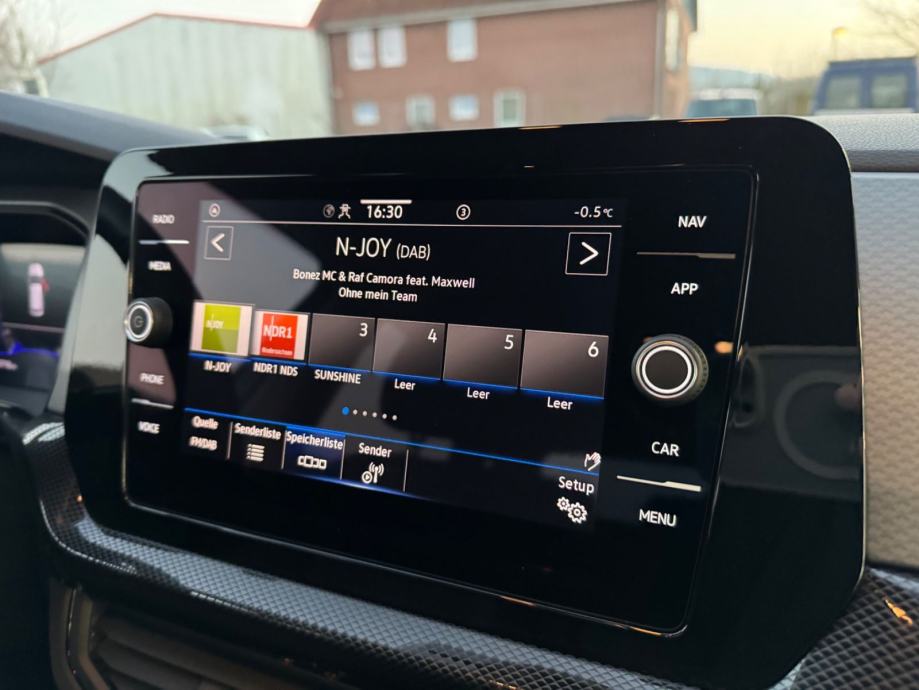 RADIO
MEDIA
PHONE
VOICE
16:30
3
-0.5°C
N-JOY (DAB)
Bonez MC & Raf Camora feat. Maxwell
Ohne mein Team
N-JOY
NDR1
Niedersachsen
3
4
5
6
N-JOY
NDR1 NDS
SUNSHINE
Leer
Leer
Leer
Quelle
FM/DAB
Senderliste
Speicherliste
Sender
Setup
NAV
APP
CAR
MENU